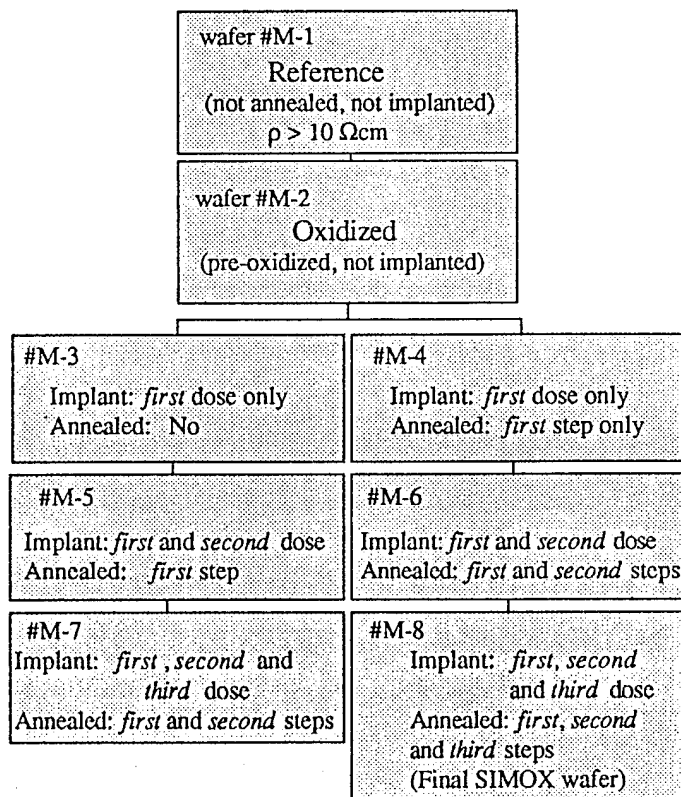 wafer #M-1
Reference
(not annealed, not implanted)
ρ > 10 Ωcm
wafer #M-2
Oxidized
(pre-oxidized, not implanted)
#M-3
Implant: first dose only
Annealed: No
#M-4
Implant: first dose only
Annealed: first step only
#M-5
Implant: first and second dose
Annealed: first step
#M-6
Implant: first and second dose
Annealed: first and second steps
#M-7
Implant: first , second and
third dose
Annealed: first and second steps
#M-8
Implant: first, second
and third dose
Annealed: first, second
and third steps
(Final SIMOX wafer)